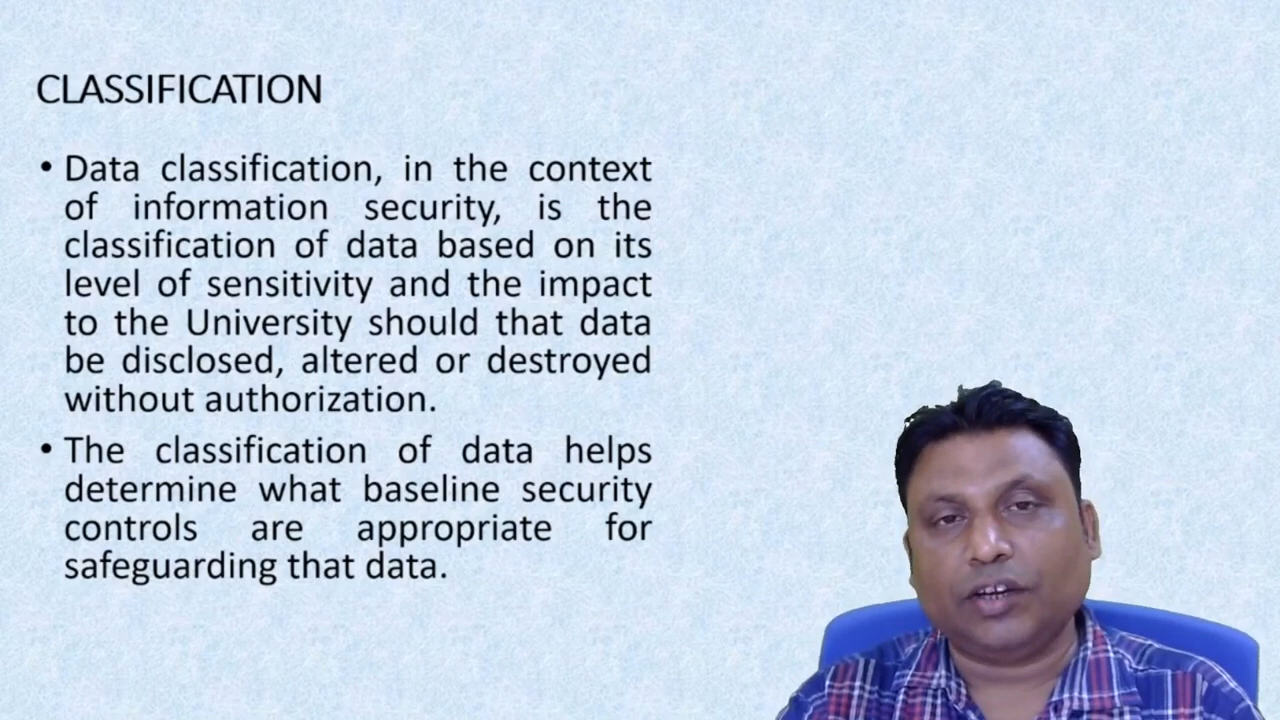 CLASSIFICATION
• Data classification, in the context
of information security, is the
classification of data based on its
level of sensitivity and the impact
to the University should that data
be disclosed, altered or destroyed
without authorization.
• The classification of data helps
determine what baseline security
controls are appropriate for
safeguarding that data.